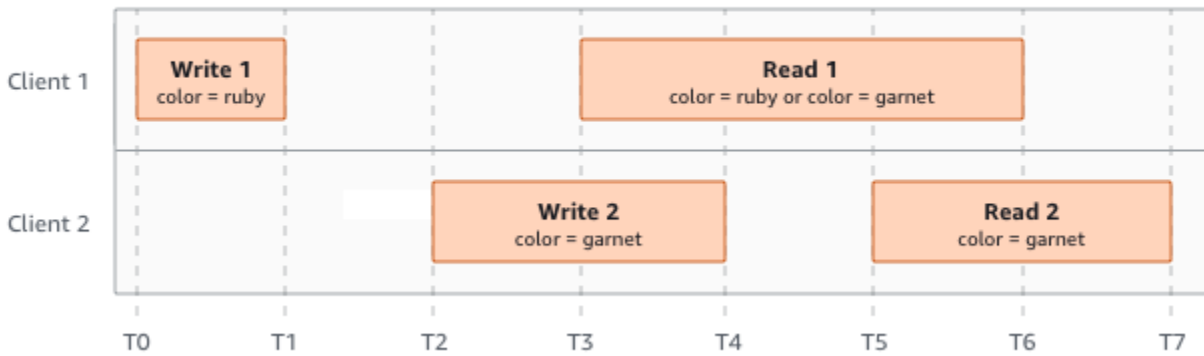 Client 1
Write 1
color = ruby
Read 1
color = ruby or color = garnet
Client 2
Write 2
color = garnet
Read 2
color = garnet
T0 T1 T2 T3 T4 T5 T6 T7